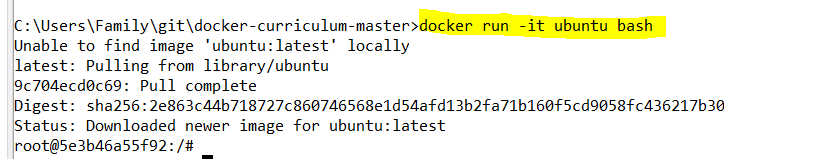 C:\Users\Family\git\docker-curriculum-master>docker run -it ubuntu bash
Unable to find image 'ubuntu:latest' locally
latest: Pulling from library/ubuntu
9c704ecd0c69: Pull complete
Digest: sha256:2e863c44b718727c860746568e1d54afd13b2fa71b160f5cd9058fc436217b30
Status: Downloaded newer image for ubuntu:latest
root@5e3b46a55f92:/#